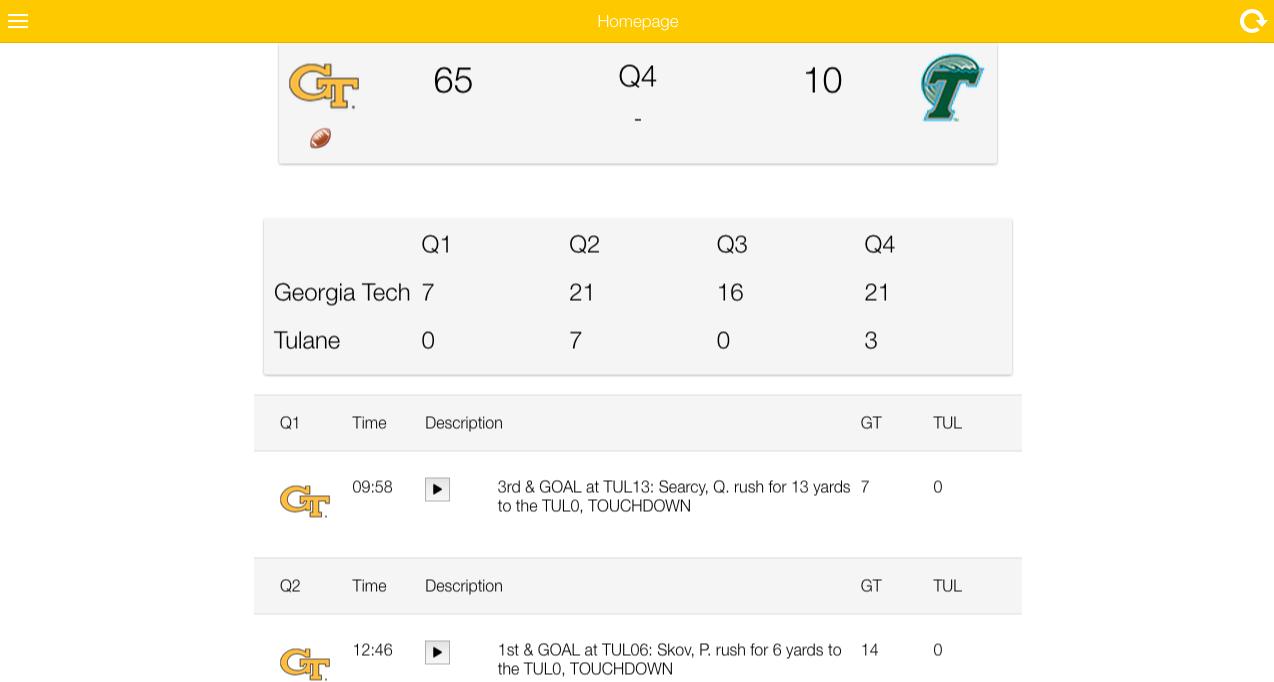 Homepage
GT 65 Q4 10 T
-
Q1 Q2 Q3 Q4
Georgia Tech 7 21 16 21
Tulane 0 7 0 3
Q1 Time Description GT TUL
GT 09:58 3rd & GOAL at TUL13: Searcy, Q. rush for 13 yards 7 0
to the TUL0, TOUCHDOWN
Q2 Time Description GT TUL
GT 12:46 1st & GOAL at TUL06: Skov, P. rush for 6 yards to 14 0
the TUL0, TOUCHDOWN